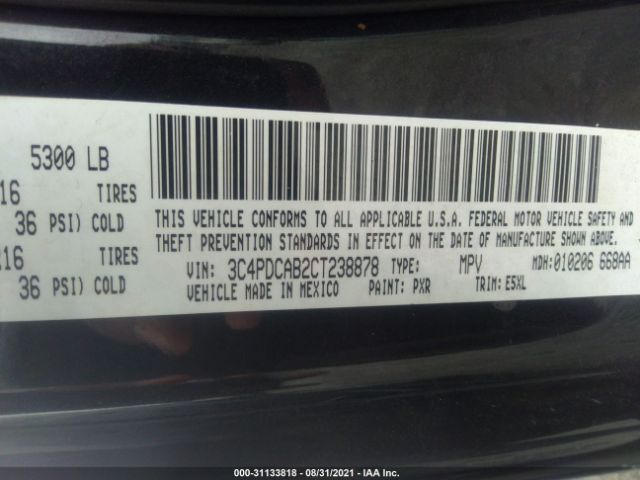 5300 LB
16 TIRES
36 PSI) COLD
16 TIRES
36 PSI) COLD
THIS VEHICLE CONFORMS TO ALL APPLICABLE U.S.A. FEDERAL MOTOR VEHICLE SAFETY AND
THEFT PREVENTION STANDARDS IN EFFECT ON THE DATE OF MANUFACTURE SHOWN ABOVE.
VIN: 3C4PDCAB2CT238878 TYPE: MPV MDH:010206 668AA
VEHICLE MADE IN MEXICO PAINT: PXR TRIM: E5XL
000-31133818 - 08/31/2021 - IAA Inc.